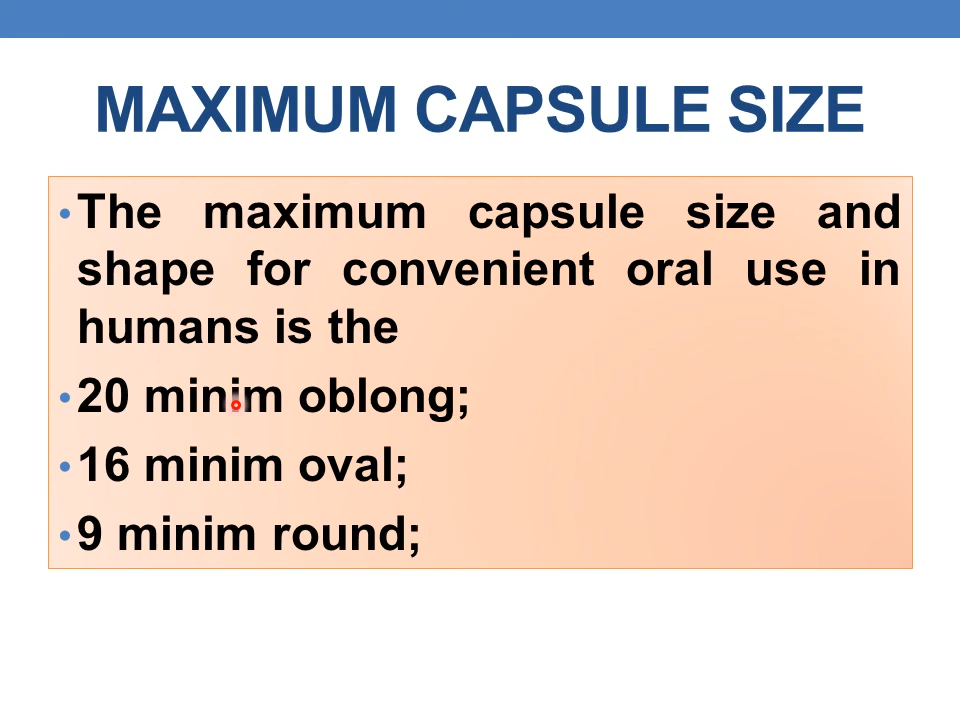 MAXIMUM CAPSULE SIZE
• The maximum capsule size and
shape for convenient oral use in
humans is the
• 20 minim oblong;
• 16 minim oval;
• 9 minim round;